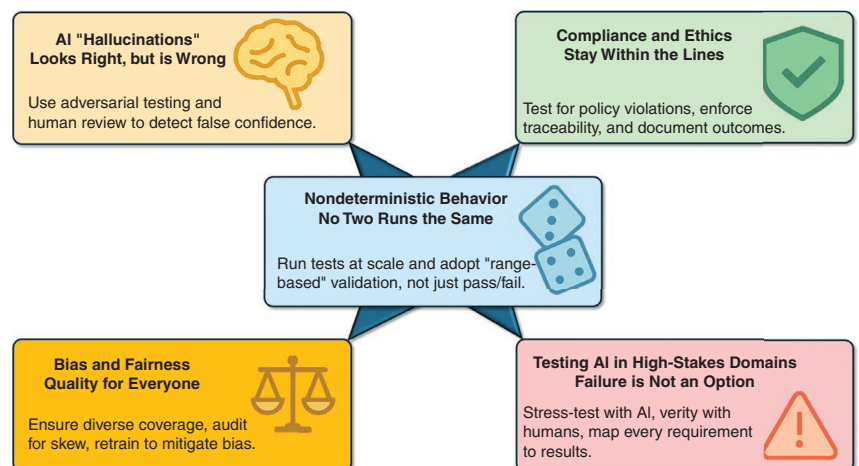 AI "Hallucinations"
Looks Right, but is Wrong
Use adversarial testing and
human review to detect false confidence.
Compliance and Ethics
Stay Within the Lines
Test for policy violations, enforce
traceability, and document outcomes.
Nondeterministic Behavior
No Two Runs the Same
Run tests at scale and adopt "range-
based" validation, not just pass/fail.
Bias and Fairness
Quality for Everyone
Ensure diverse coverage, audit
for skew, retrain to mitigate bias.
Testing AI in High-Stakes Domains
Failure is Not an Option
Stress-test with AI, verity with
humans, map every requirement
to results.